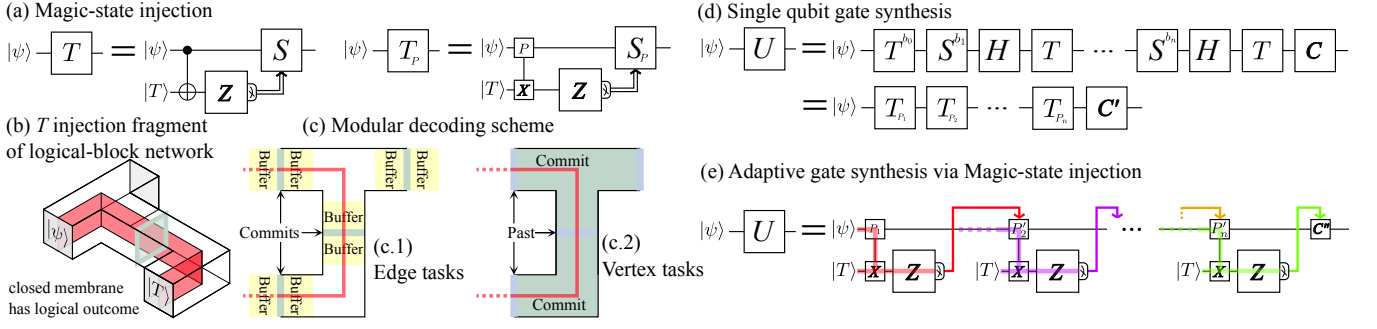 (a) Magic-state injection
|ψ⟩ T = |ψ⟩ S
|T⟩ Z
|ψ⟩ T_P = |ψ⟩ P S_P
|T⟩ X Z
(b) T injection fragment
of logical-block network
|ψ⟩
|T⟩
closed membrane
has logical outcome
(c) Modular decoding scheme
Buffer Buffer Buffer Buffer
Commits
Buffer
Buffer
Buffer Buffer
(c.1)
Edge tasks
Commit
Past
Commit
(c.2)
Vertex tasks
(d) Single qubit gate synthesis
|ψ⟩ U = |ψ⟩ T^{b_0} S^{b_1} H T ··· S^{b_n} H T C
= |ψ⟩ T_{P_1} T_{P_2} ··· T_{P_n} C'
(e) Adaptive gate synthesis via Magic-state injection
|ψ⟩ U = |ψ⟩ P_1 P'_2 ··· P'_n C"
|T⟩ X Z |T⟩ X Z |T⟩ X Z